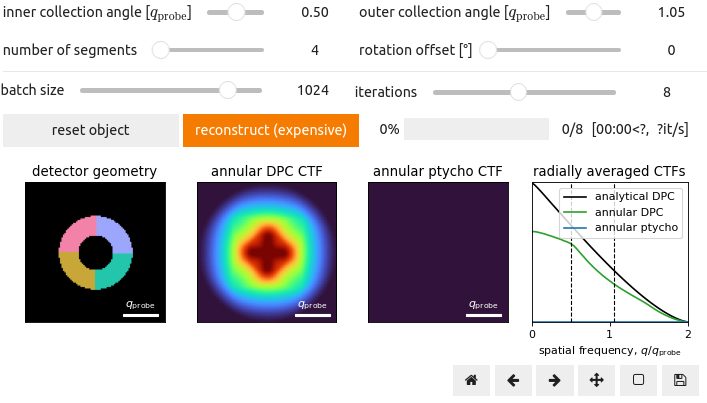 inner collection angle [q_probe] 0.50 outer collection angle [q_probe] 1.05
number of segments 4 rotation offset [°] 0
batch size 1024 iterations 8
reset object reconstruct (expensive) 0% 0/8 [00:00<?, ?it/s]
detector geometry annular DPC CTF annular ptycho CTF radially averaged CTFs
analytical DPC
annular DPC
annular ptycho
q_probe q_probe q_probe
0 1 2
spatial frequency, q/q_probe